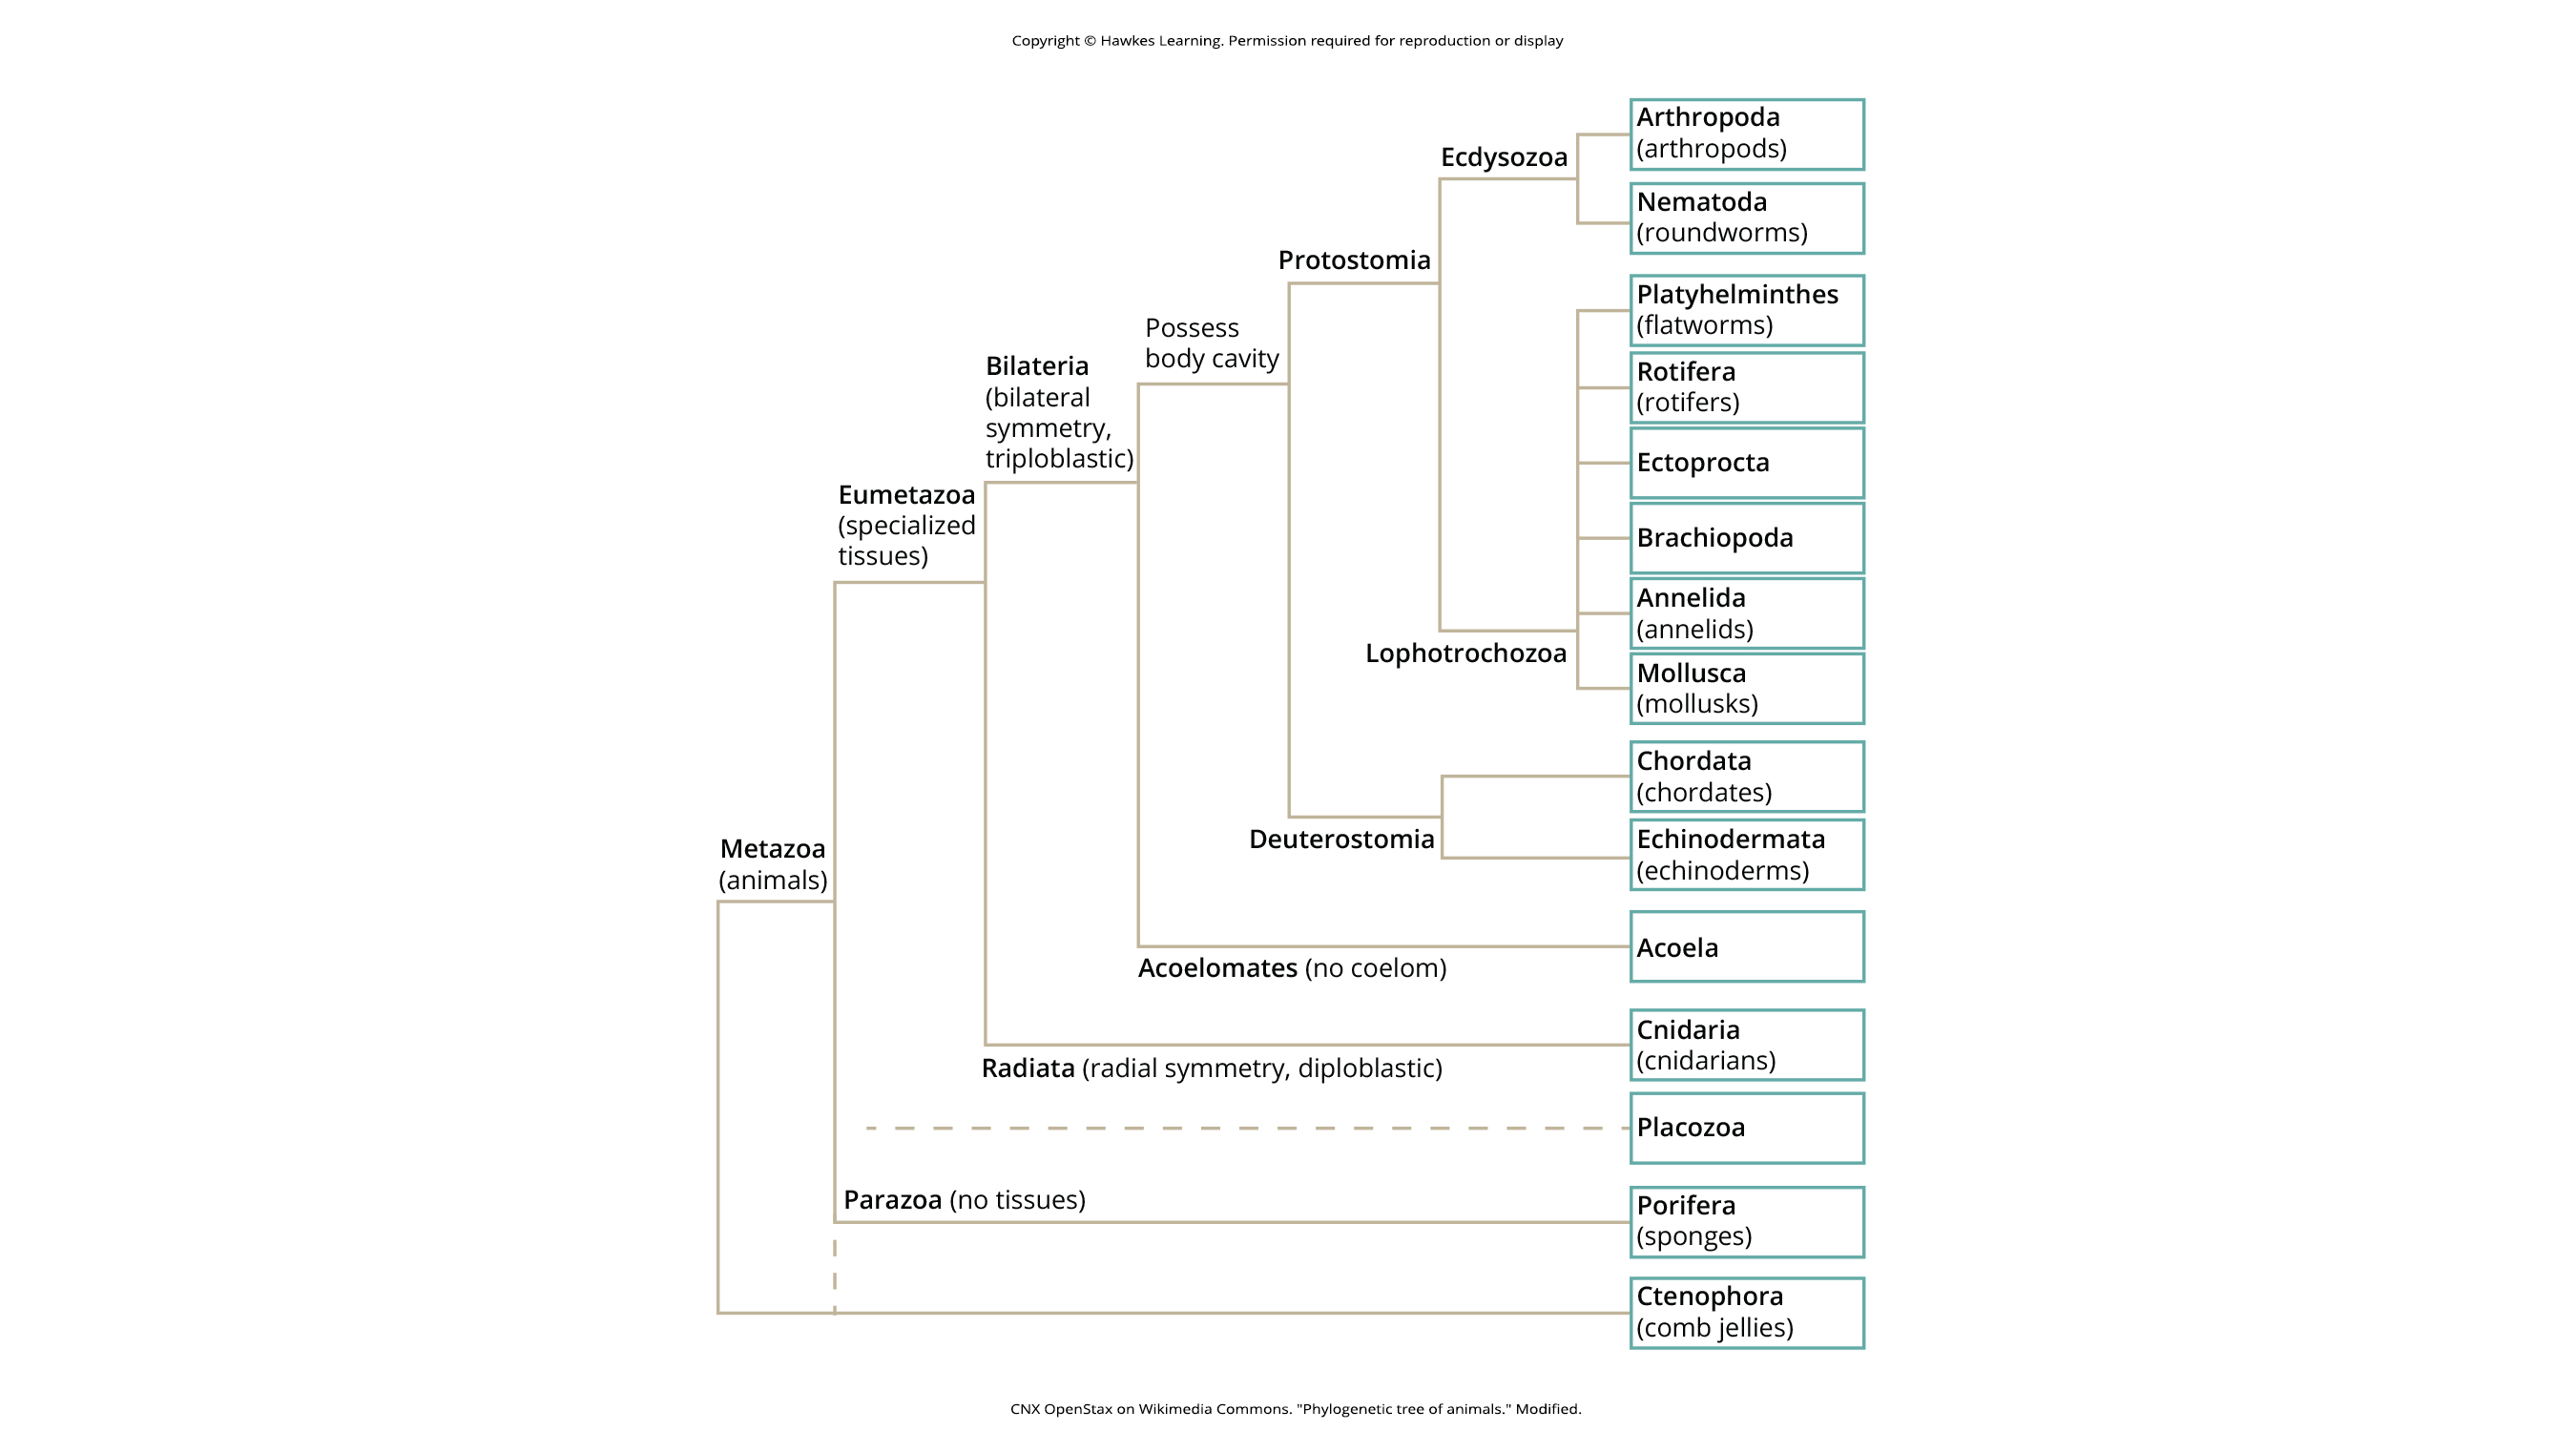 Copyright © Hawkes Learning. Permission required for reproduction or display
Arthropoda
(arthropods)
Ecdysozoa
Nematoda
(roundworms)
Protostomia
Platyhelminthes
(flatworms)
Possess
body cavity
Bilateria
(bilateral
symmetry,
triploblastic)
Rotifera
(rotifers)
Ectoprocta
Eumetazoa
(specialized
tissues)
Brachiopoda
Annelida
(annelids)
Lophotrochozoa
Mollusca
(mollusks)
Chordata
(chordates)
Deuterostomia
Echinodermata
(echinoderms)
Metazoa
(animals)
Acoela
Acoelomates (no coelom)
Cnidaria
(cnidarians)
Radiata (radial symmetry, diploblastic)
Placozoa
Parazoa (no tissues)
Porifera
(sponges)
Ctenophora
(comb jellies)
CNX OpenStax on Wikimedia Commons. "Phylogenetic tree of animals." Modified.